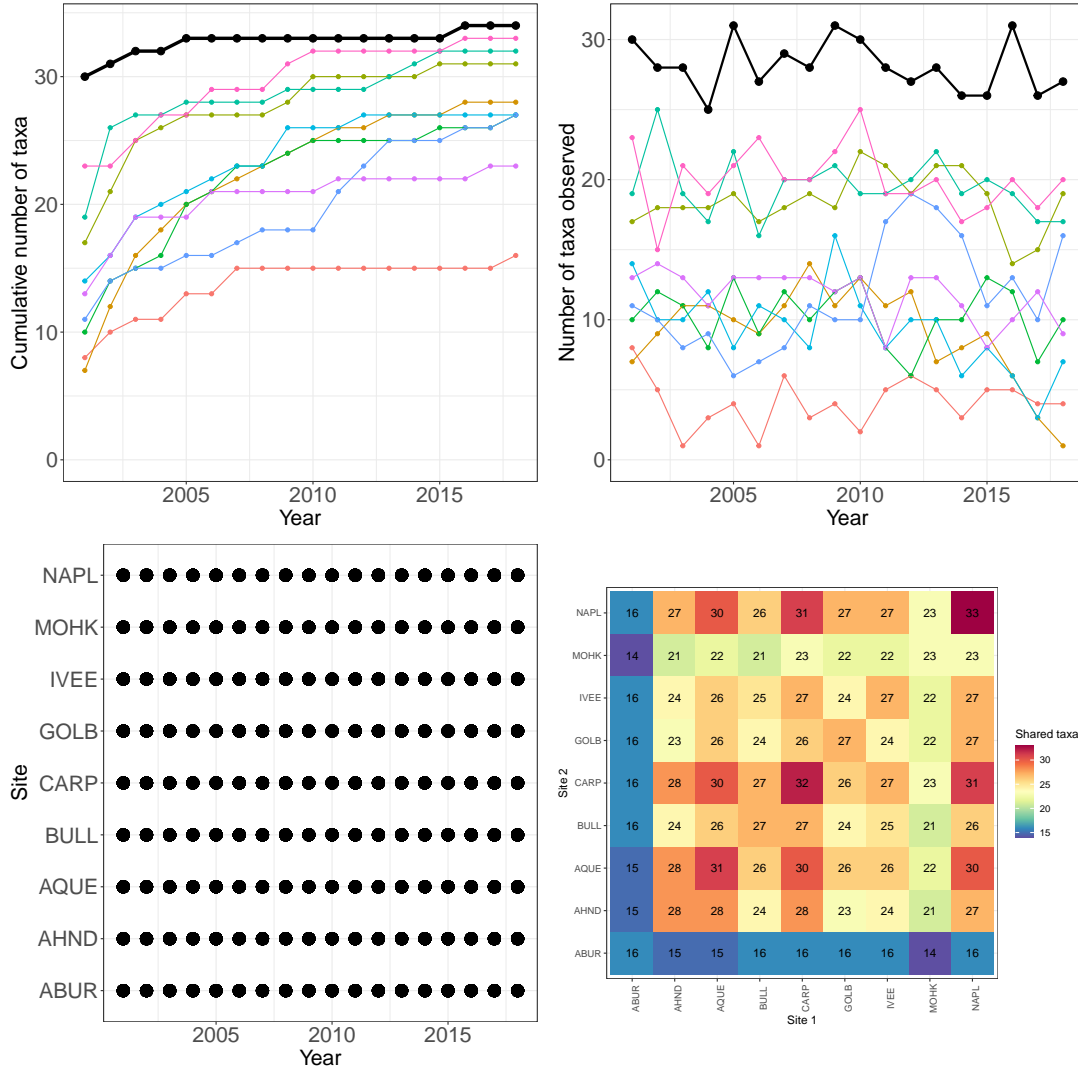 Cumulative number of taxa
30
20
10
0
2005 2010 2015
Year
Number of taxa observed
30
20
10
0
2005 2010 2015
Year
Site
NAPL
MOHK
IVEE
GOLB
CARP
BULL
AQUE
AHND
ABUR
2005 2010 2015
Year
Site 2
NAPL 16 27 30 26 31 27 27 23 33
MOHK 14 21 22 21 23 22 22 23 23
IVEE 16 24 26 25 27 24 27 22 27
GOLB 16 23 26 24 26 27 24 22 27
CARP 16 28 30 27 32 26 27 23 31
BULL 16 24 26 27 27 24 25 21 26
AQUE 15 28 31 26 30 26 26 22 30
AHND 15 28 28 24 28 23 24 21 27
ABUR 16 15 15 16 16 16 16 14 16
ABUR AHND AQUE BULL CARP GOLB IVEE MOHK NAPL
Site 1
Shared taxa
30
25
20
15